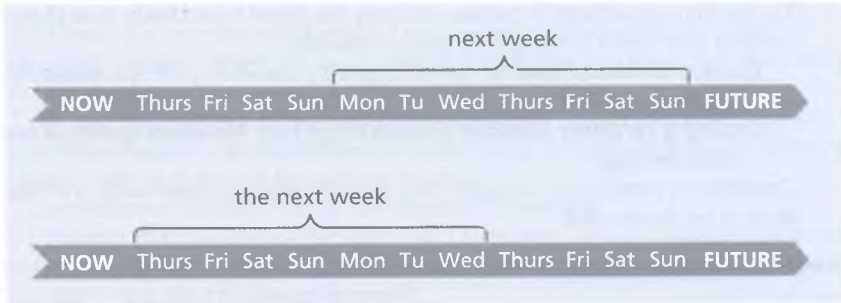 next week
NOW Thurs Fri Sat Sun Mon Tu Wed Thurs Fri Sat Sun FUTURE
the next week
NOW Thurs Fri Sat Sun Mon Tu Wed Thurs Fri Sat Sun FUTURE